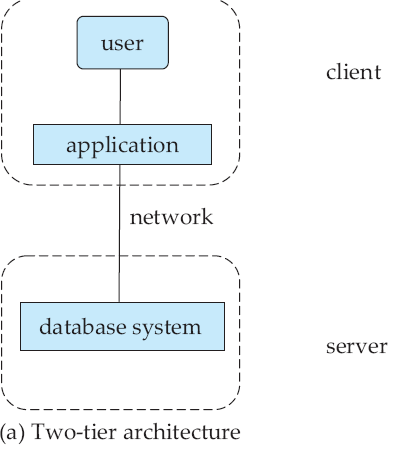 user
client
application
network
database system
server
(a) Two-tier architecture